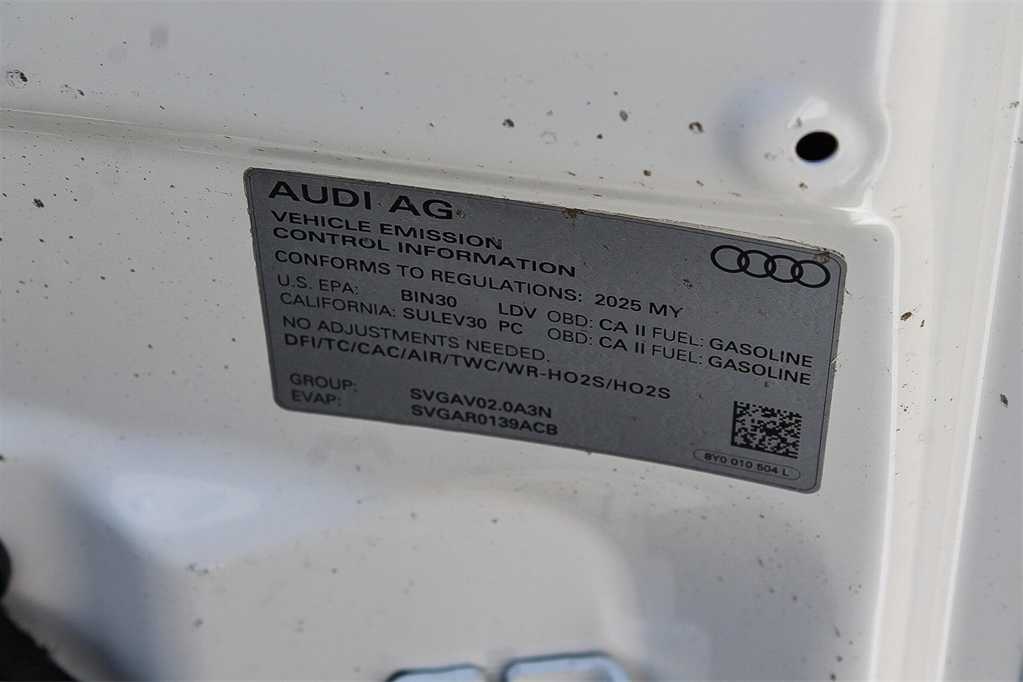 AUDI AG
VEHICLE EMISSION
CONTROL INFORMATION
CONFORMS TO REGULATIONS: 2025 MY
U.S. EPA: BIN30 LDV OBD: CA II FUEL: GASOLINE
CALIFORNIA: SULEV30 PC OBD: CA II FUEL: GASOLINE
NO ADJUSTMENTS NEEDED.
DFI/TC/CAC/AIR/TWC/WR-HO2S/HO2S
GROUP: SVGAV02.0A3N
EVAP: SVGAR0139ACB
8Y0 010 504 L